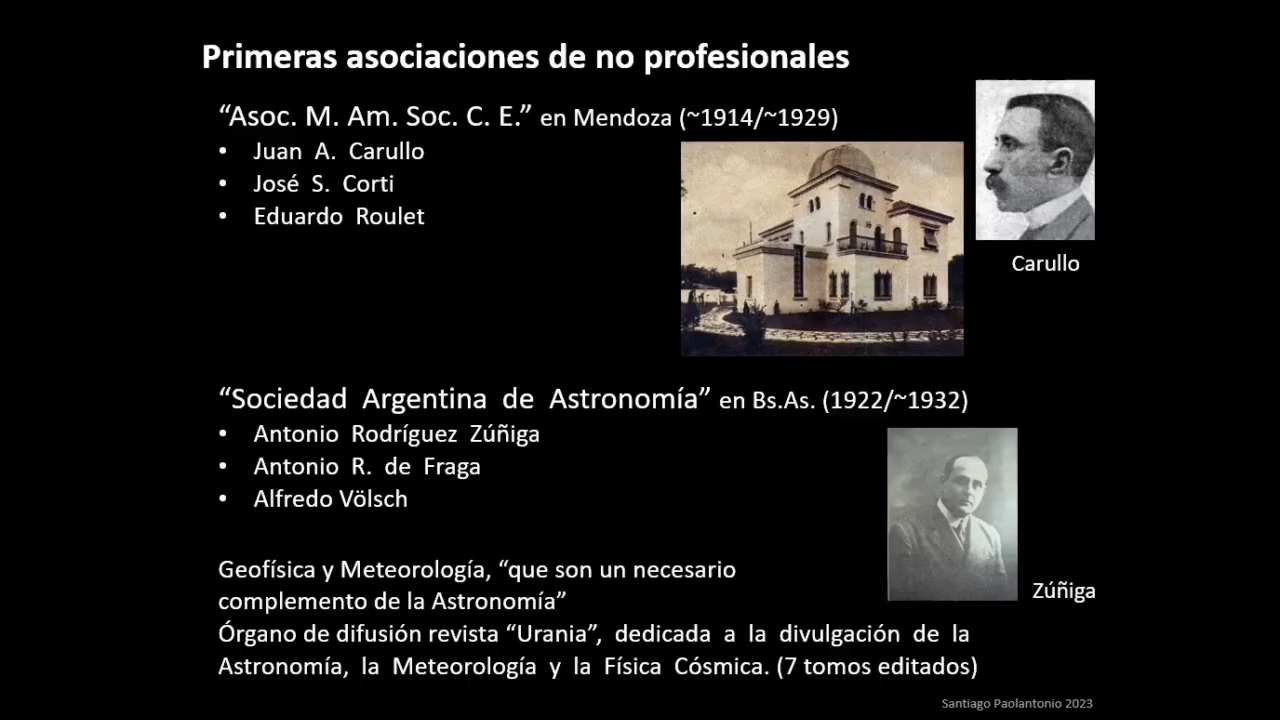 Primeras asociaciones de no profesionales
“Asoc. M. Am. Soc. C. E.” en Mendoza (~1914/~1929)
• Juan A. Carullo
• José S. Corti
• Eduardo Roulet
Carullo
“Sociedad Argentina de Astronomía” en Bs.As. (1922/~1932)
• Antonio Rodríguez Zúñiga
• Antonio R. de Fraga
• Alfredo Völsch
Zúñiga
Geofísica y Meteorología, “que son un necesario
complemento de la Astronomía”
Órgano de difusión revista “Urania”, dedicada a la divulgación de la
Astronomía, la Meteorología y la Física Cósmica. (7 tomos editados)
Santiago Paolantonio 2023